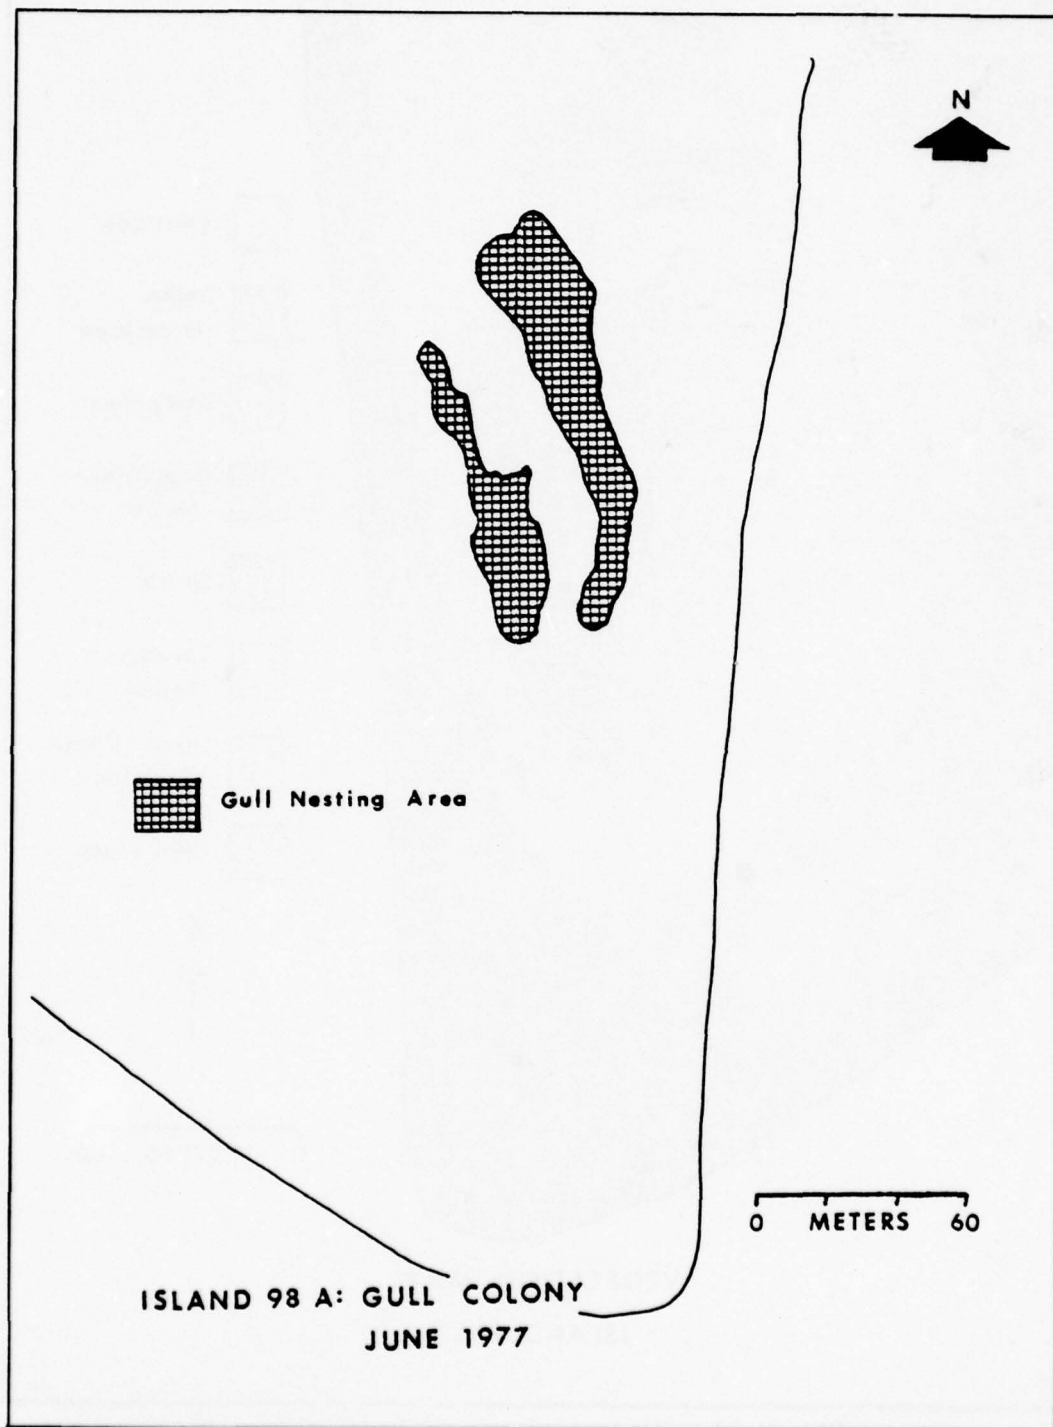 N
Gull Nesting Area
0 METERS 60
ISLAND 98 A: GULL COLONY
JUNE 1977